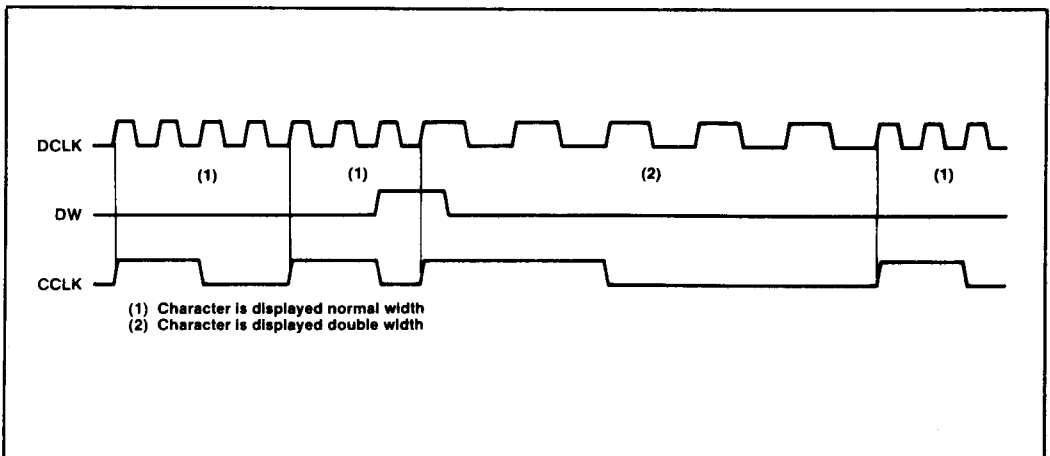 DCLK
(1) (1) (2) (1)
DW
CCLK
(1) Character is displayed normal width
(2) Character is displayed double width